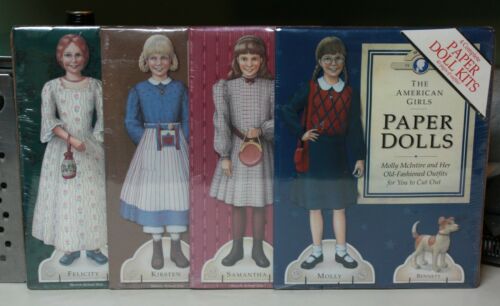 A Complete
PAPER
DOLL KITS
THE
AMERICAN
GIRLS
PAPER
DOLLS
Molly McIntire and Her
Old-Fashioned Outfits
for You to Cut Out
FELICITY
KIRSTEN
SAMANTHA
MOLLY
BENNETT